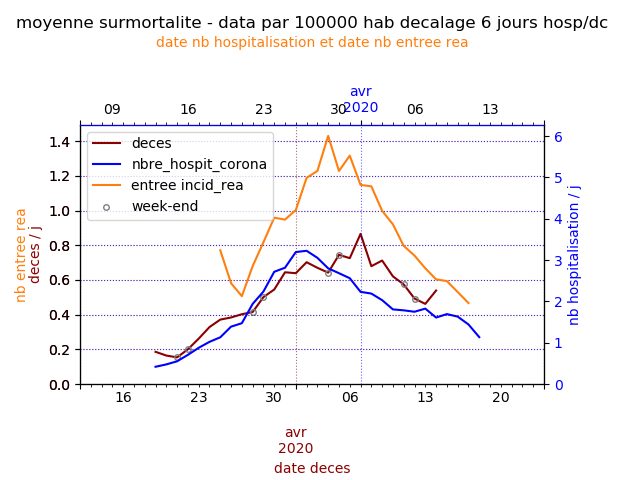 moyenne surmortalite - data par 100000 hab decalage 6 jours hosp/dc
date nb hospitalisation et date nb entree rea
avr
2020
09 16 23 30 06 13
deces
nbre_hospit_corona
entree incid_rea
week-end
1.4
1.2
1.0
0.8
0.6
0.4
0.2
0.0
nb entree rea
deces / j
6
5
4
3
2
1
0
nb hospitalisation / j
16 23 30 06 13 20
avr
2020
date deces